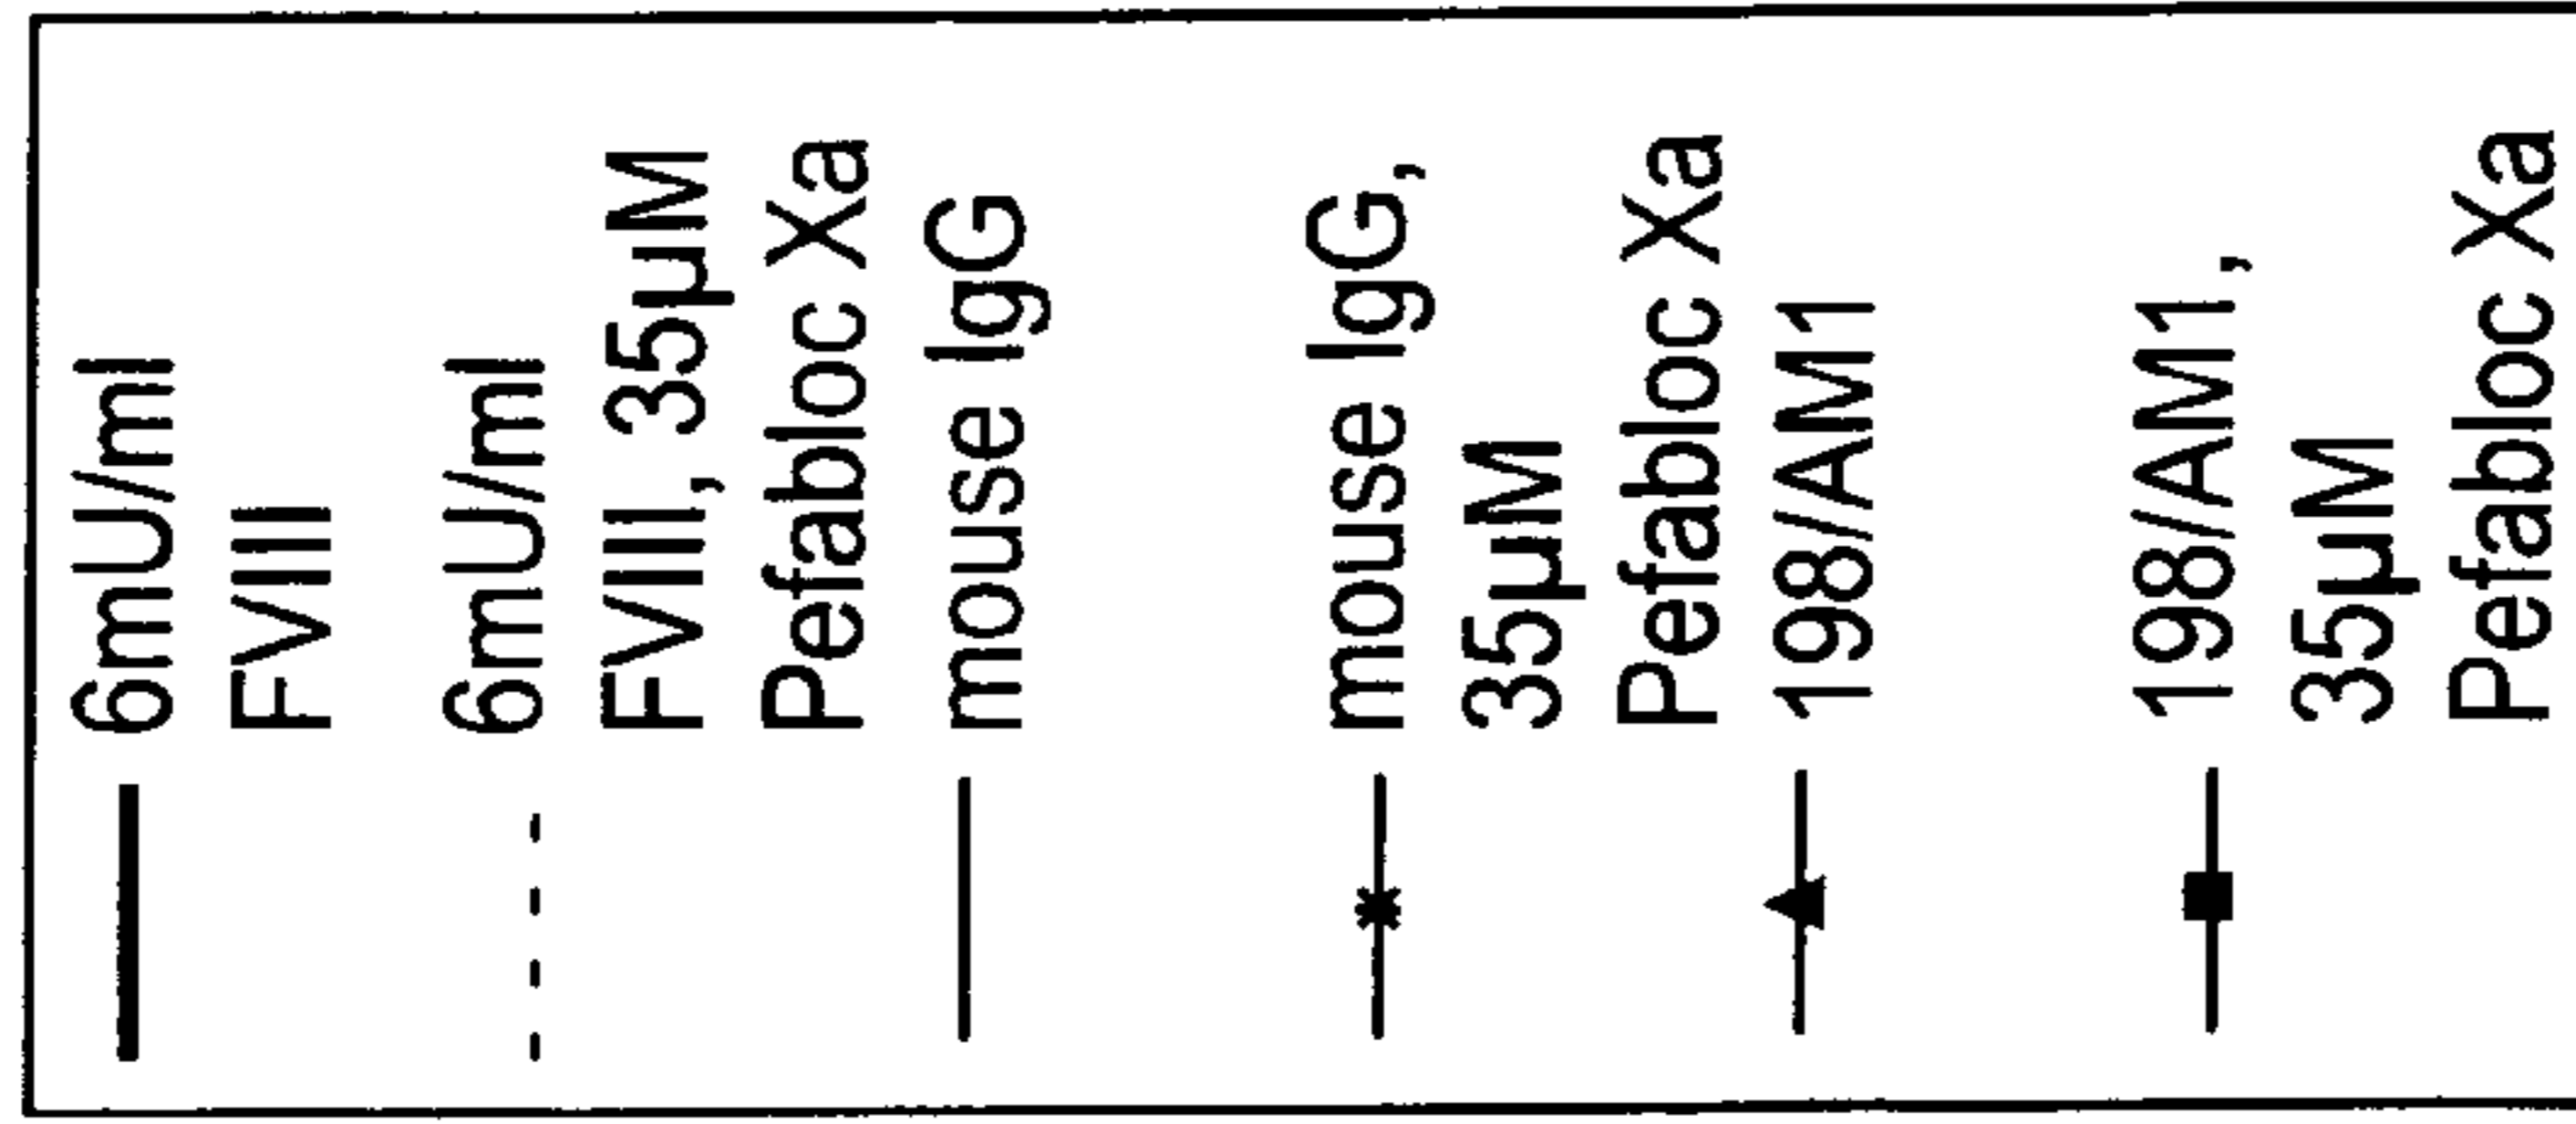 6mU/ml
FVIII
6mU/ml
FVIII, 35µM
Pefabloc Xa
mouse IgG
mouse IgG,
35µM
Pefabloc Xa
198/AM1
198/AM1,
35µM
Pefabloc Xa